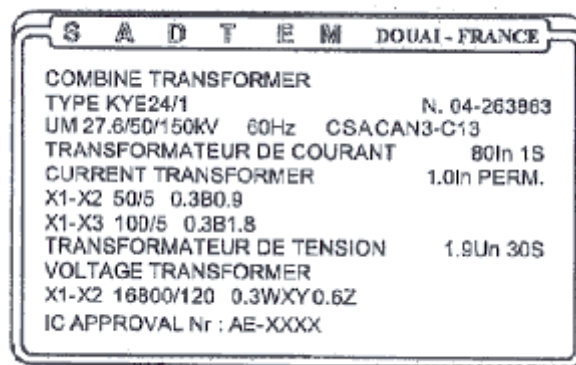 SADTEM DOUAI - FRANCE
COMBINE TRANSFORMER
TYPE KYE24/1 N. 04-263863
UM 27.6/50/150kV 60Hz CSACAN3-C13
TRANSFORMATEUR DE COURANT 80In 1S
CURRENT TRANSFORMER 1.0In PERM.
X1-X2 50/5 0.3B0.9
X1-X3 100/5 0.3B1.8
TRANSFORMATEUR DE TENSION 1.9Un 30S
VOLTAGE TRANSFORMER
X1-X2 16800/120 0.3WXY0.6Z
IC APPROVAL Nr : AE-XXXX